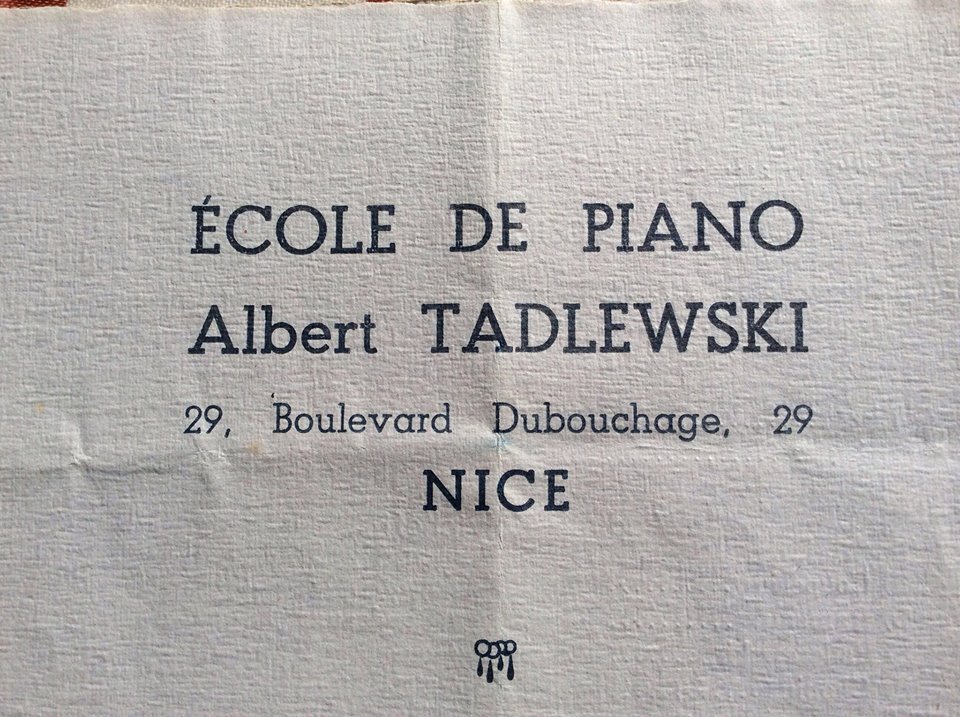 ÉCOLE DE PIANO
Albert TADLEWSKI
29, Boulevard Dubouchage, 29
NICE